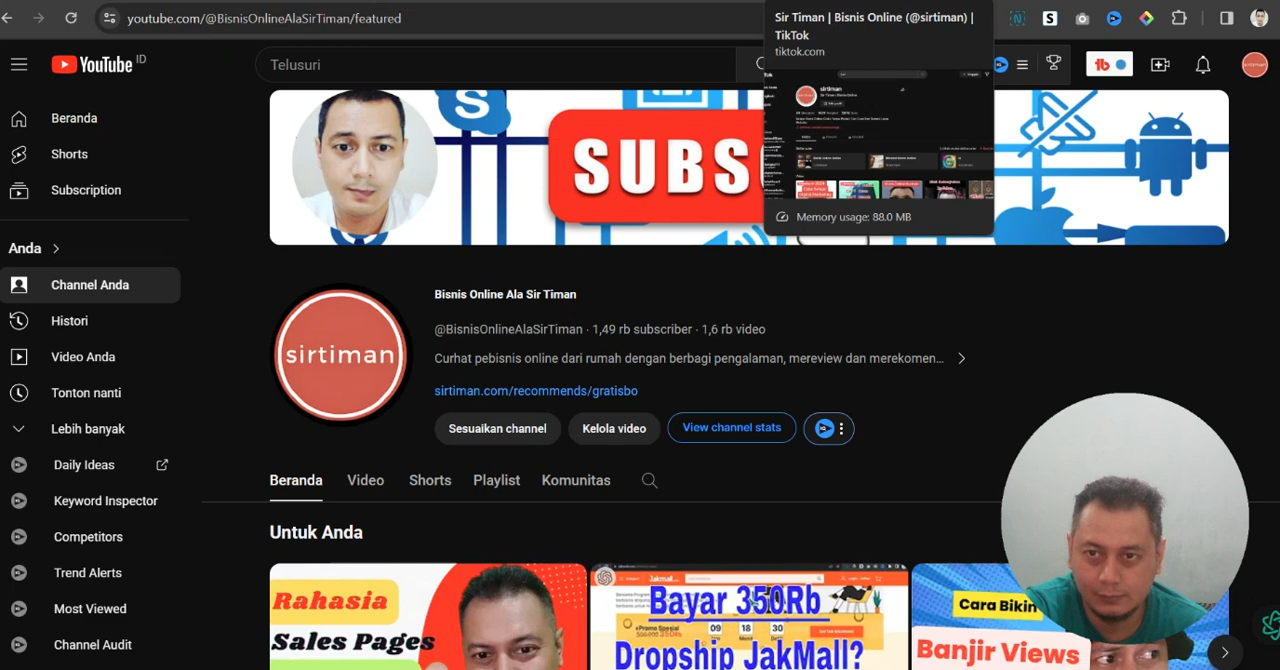 youtube.com/@BisnisOnlineAlaSirTiman/featured
Sir Timan | Bisnis Online (@sirtiman) |
TikTok
tiktok.com
YouTube ID
Telusuri
sirtiman
Memory usage: 88.0 MB
SUBS
Beranda
Shorts
Subscription
Anda
Channel Anda
Histori
Video Anda
Tonton nanti
Lebih banyak
Daily Ideas
Keyword Inspector
Competitors
Trend Alerts
Most Viewed
Channel Audit
sirtiman
Bisnis Online Ala Sir Timan
@BisnisOnlineAlaSirTiman · 1,49 rb subscriber · 1,6 rb video
Curhat pebisnis online dari rumah dengan berbagi pengalaman, mereview dan merekomen...
sirtiman.com/recommends/gratisbo
Sesuaikan channel
Kelola video
View channel stats
Beranda Video Shorts Playlist Komunitas
Untuk Anda
Rahasia
Sales Pages
Jakmall
Bayar 350Rb
09 18 30
Dropship JakMall?
Cara Bikin
Banjir Views